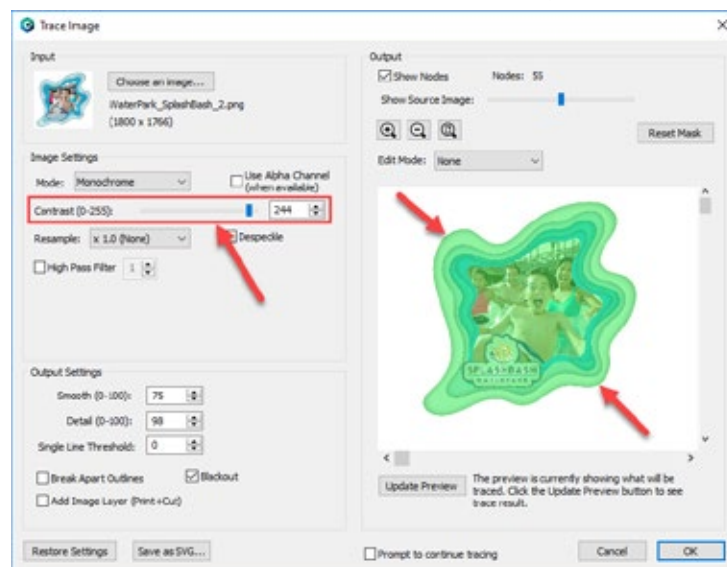 Trace Image
Input
Choose an image...
WaterPark_SplashBash_2.png
(1800 x 1766)
Image Settings
Mode: Monochrome
Use Alpha Channel
(when available)
Contrast (0-255): 244
Resample: x 1.0 (None)
Despeckle
High Pass Filter 1
Output Settings
Smooth (0-100): 75
Detail (0-100): 98
Single Line Threshold: 0
Break Apart Outlines
Blackout
Add Image Layer (Print+Cut)
Restore Settings
Save as SVG...
Output
Show Nodes
Nodes: 55
Show Source Image:
Reset Mask
Edit Mode: None
SPLASHBASH
WATERPARK
Update Preview
The preview is currently showing what will be
traced. Click the Update Preview button to see
trace result.
Prompt to continue tracing
Cancel
OK